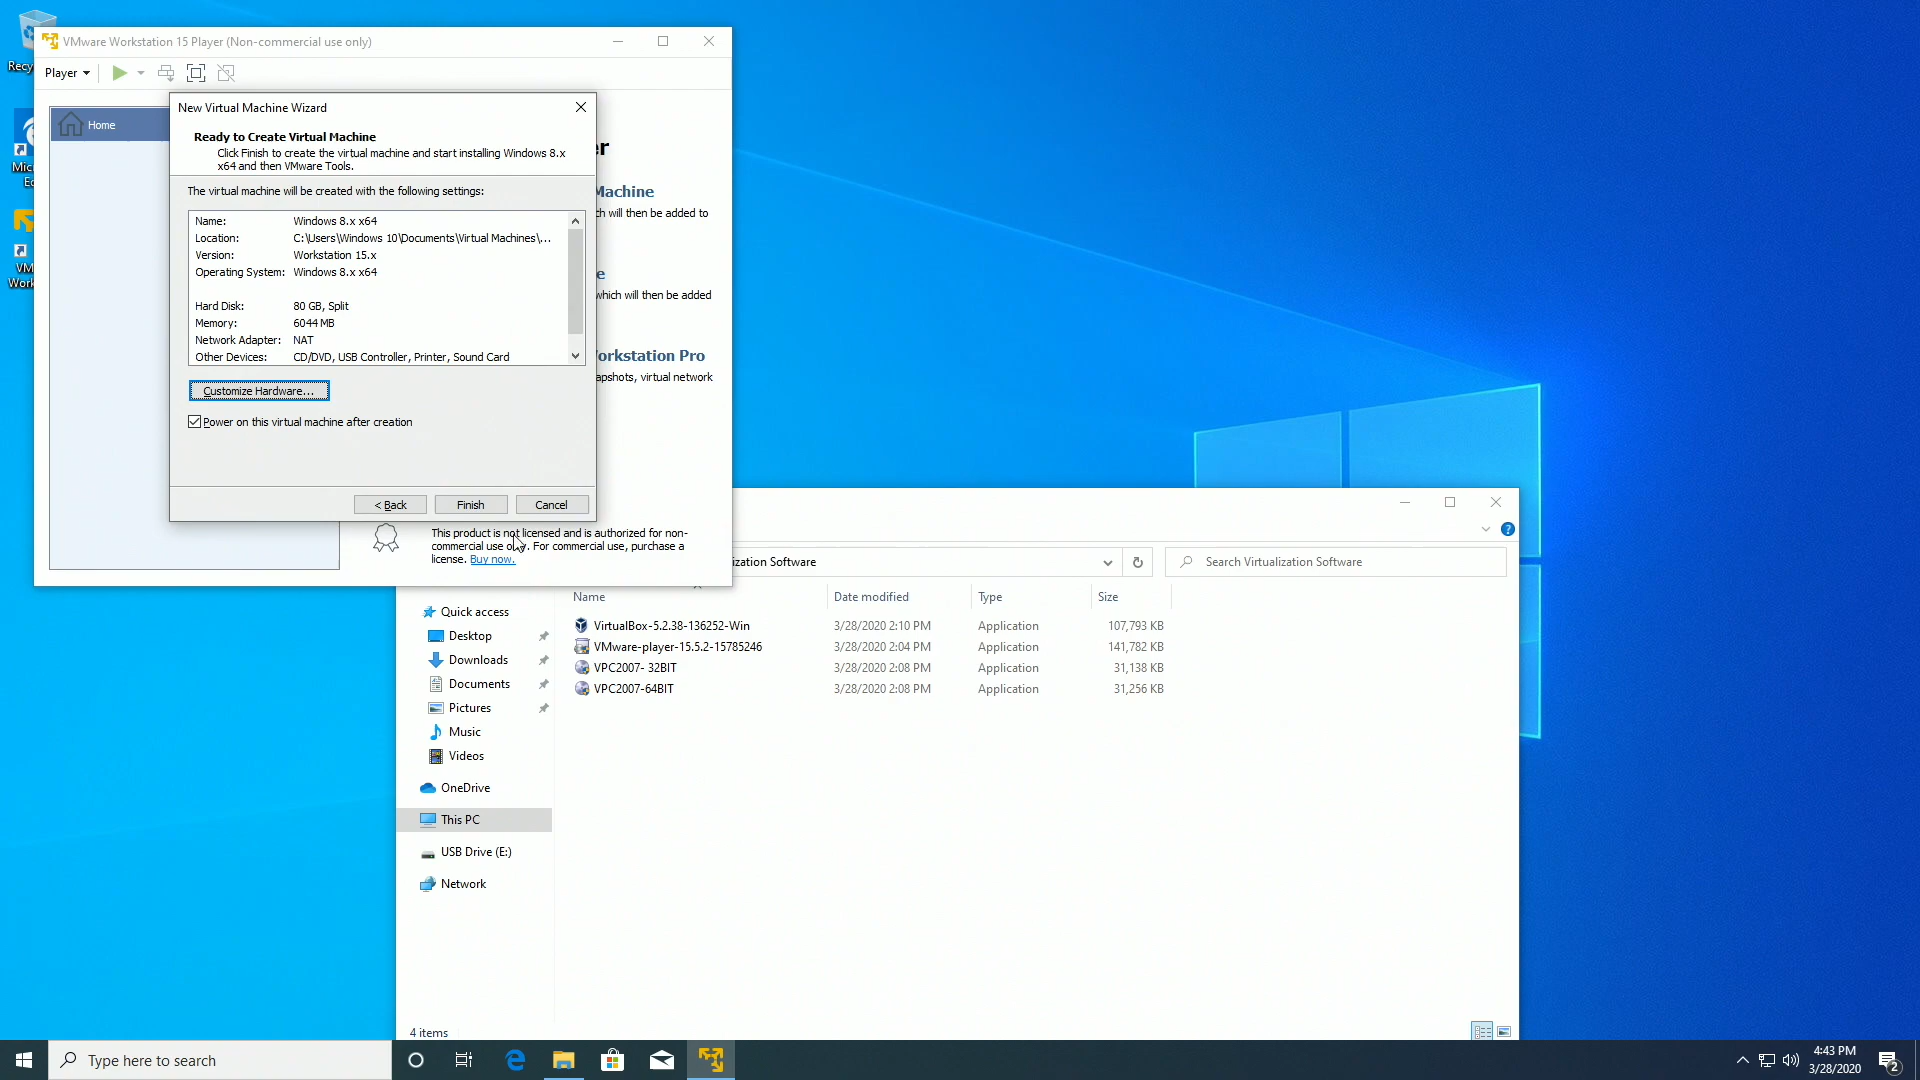 Recy
VMware Workstation 15 Player (Non-commercial use only)
Player
Home
New Virtual Machine Wizard
Ready to Create Virtual Machine
Click Finish to create the virtual machine and start installing Windows 8.x
x64 and then VMware Tools.
The virtual machine will be created with the following settings:
Name: Windows 8.x x64
Location: C:\Users\Windows 10\Documents\Virtual Machines\...
Version: Workstation 15.x
Operating System: Windows 8.x x64
Hard Disk: 80 GB, Split
Memory: 6044 MB
Network Adapter: NAT
Other Devices: CD/DVD, USB Controller, Printer, Sound Card
Customize Hardware...
Power on this virtual machine after creation
< Back
Finish
Cancel
er
Machine
ch will then be added to
e
which will then be added
orkstation Pro
apshots, virtual network
This product is not licensed and is authorized for non-
commercial use only. For commercial use, purchase a
license. Buy now.
Mic
Ed
VM
Work
ization Software
Search Virtualization Software
Name Date modified Type Size
VirtualBox-5.2.38-136252-Win 3/28/2020 2:10 PM Application 107,793 KB
VMware-player-15.5.2-15785246 3/28/2020 2:04 PM Application 141,782 KB
VPC2007- 32BIT 3/28/2020 2:08 PM Application 31,138 KB
VPC2007-64BIT 3/28/2020 2:08 PM Application 31,256 KB
Quick access
Desktop
Downloads
Documents
Pictures
Music
Videos
OneDrive
This PC
USB Drive (E:)
Network
4 items
Type here to search
4:43 PM
3/28/2020
2